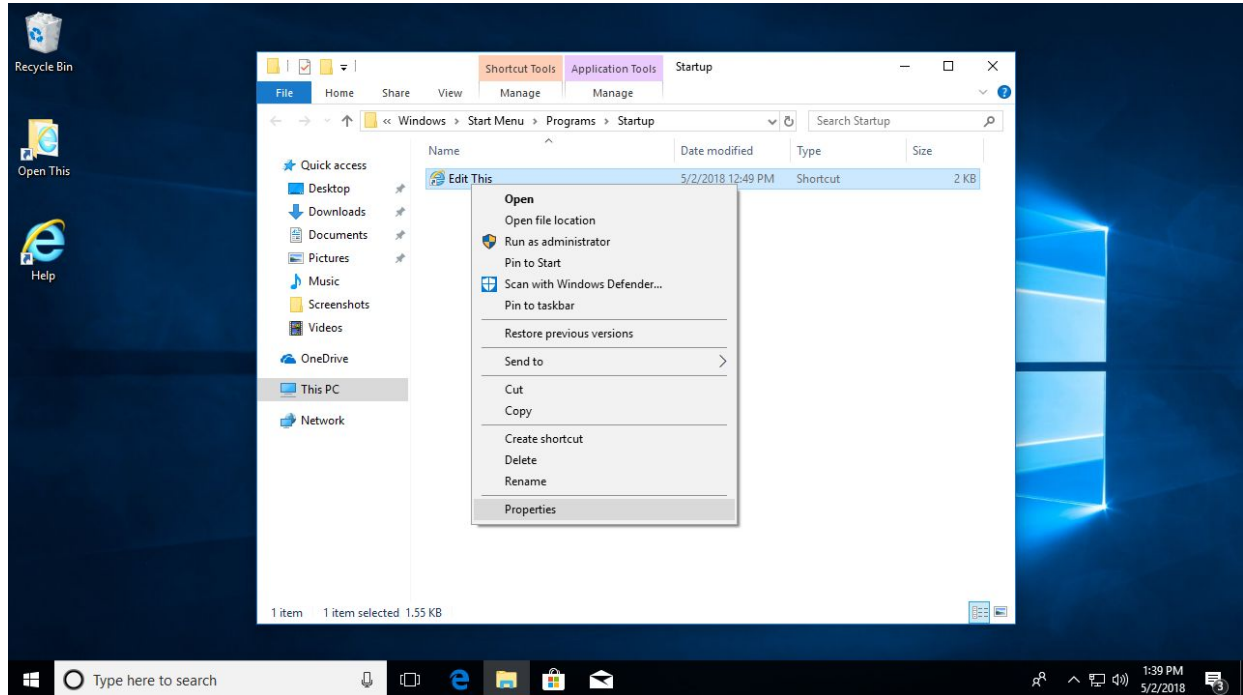 Recycle Bin
Open This
Help
Shortcut Tools Application Tools Startup
File Home Share View Manage Manage
« Windows > Start Menu > Programs > Startup
Search Startup
Name Date modified Type Size
Edit This 5/2/2018 12:49 PM Shortcut 2 KB
Quick access
Desktop
Downloads
Documents
Pictures
Music
Screenshots
Videos
OneDrive
This PC
Network
Open
Open file location
Run as administrator
Pin to Start
Scan with Windows Defender...
Pin to taskbar
Restore previous versions
Send to
Cut
Copy
Create shortcut
Delete
Rename
Properties
1 item 1 item selected 1.55 KB
Type here to search
1:39 PM
5/2/2018
3